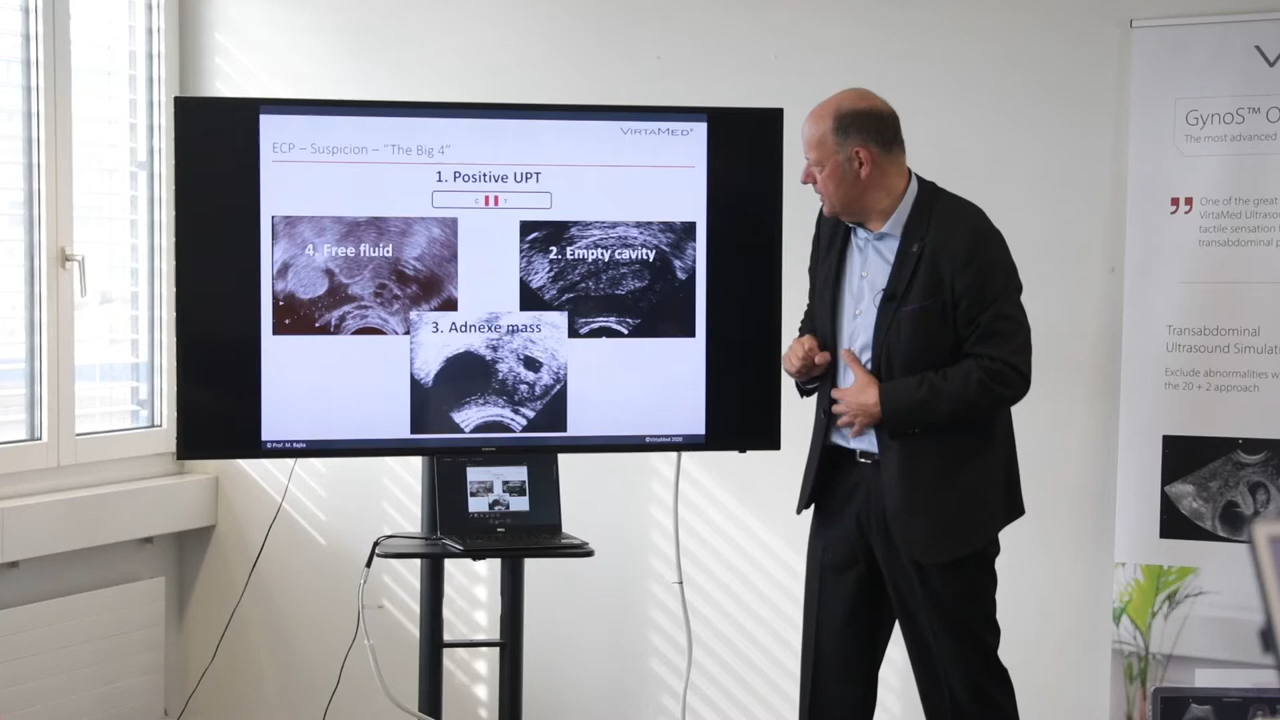 VIRTAMED
ECP – Suspicion – "The Big 4"
1. Positive UPT
C T
4. Free fluid
2. Empty cavity
3. Adnexe mass
© Prof. M. Bajka
©VirtaMed 2020
GynoS™
The most advanced
One of the great
VirtaMed
tactile sensation
transabdominal
Transabdominal
Ultrasound
Exclude abnormalities
the 20 + 2 approach
DELL